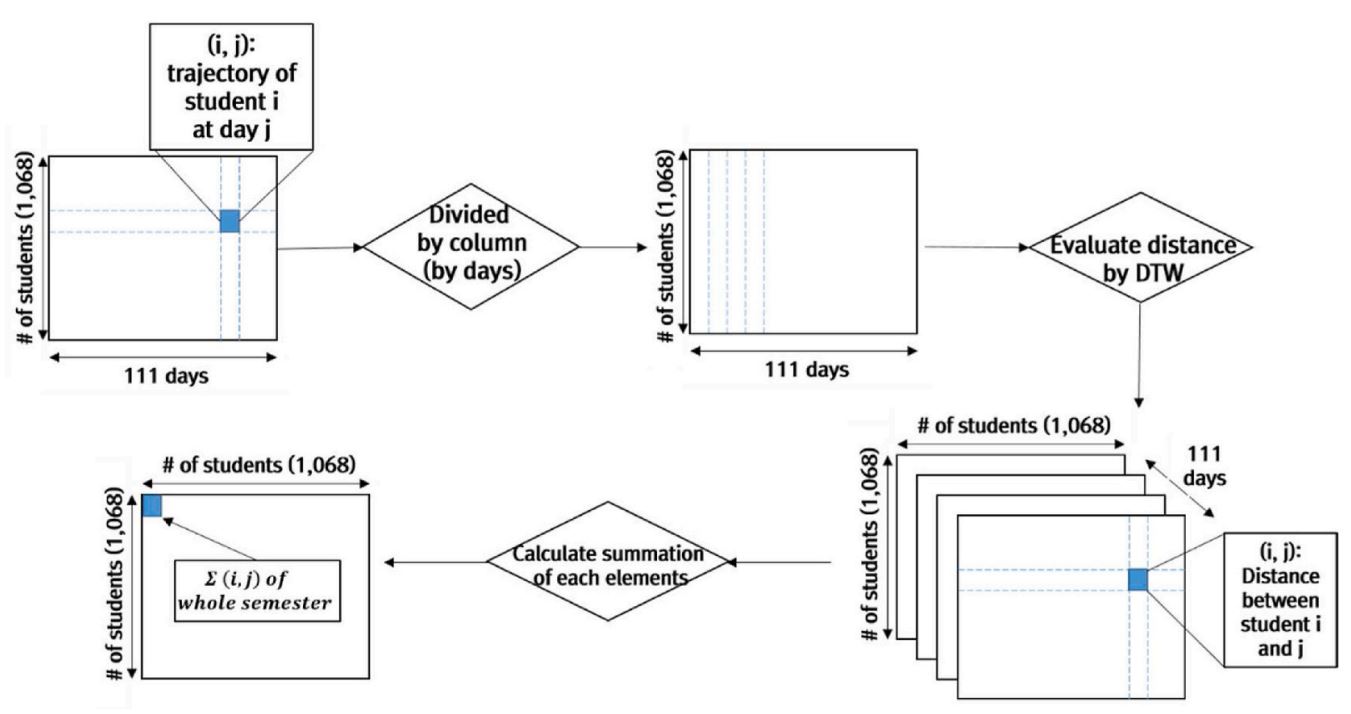 (i, j):
trajectory of
student i
at day j
# of students (1,068)
111 days
Divided
by column
(by days)
# of students (1,068)
111 days
Evaluate distance
by DTW
# of students (1,068)
# of students (1,068)
111
days
(i, j):
Distance
between
student i
and j
Calculate summation
of each elements
# of students (1,068)
# of students (1,068)
Σ (i, j) of
whole semester